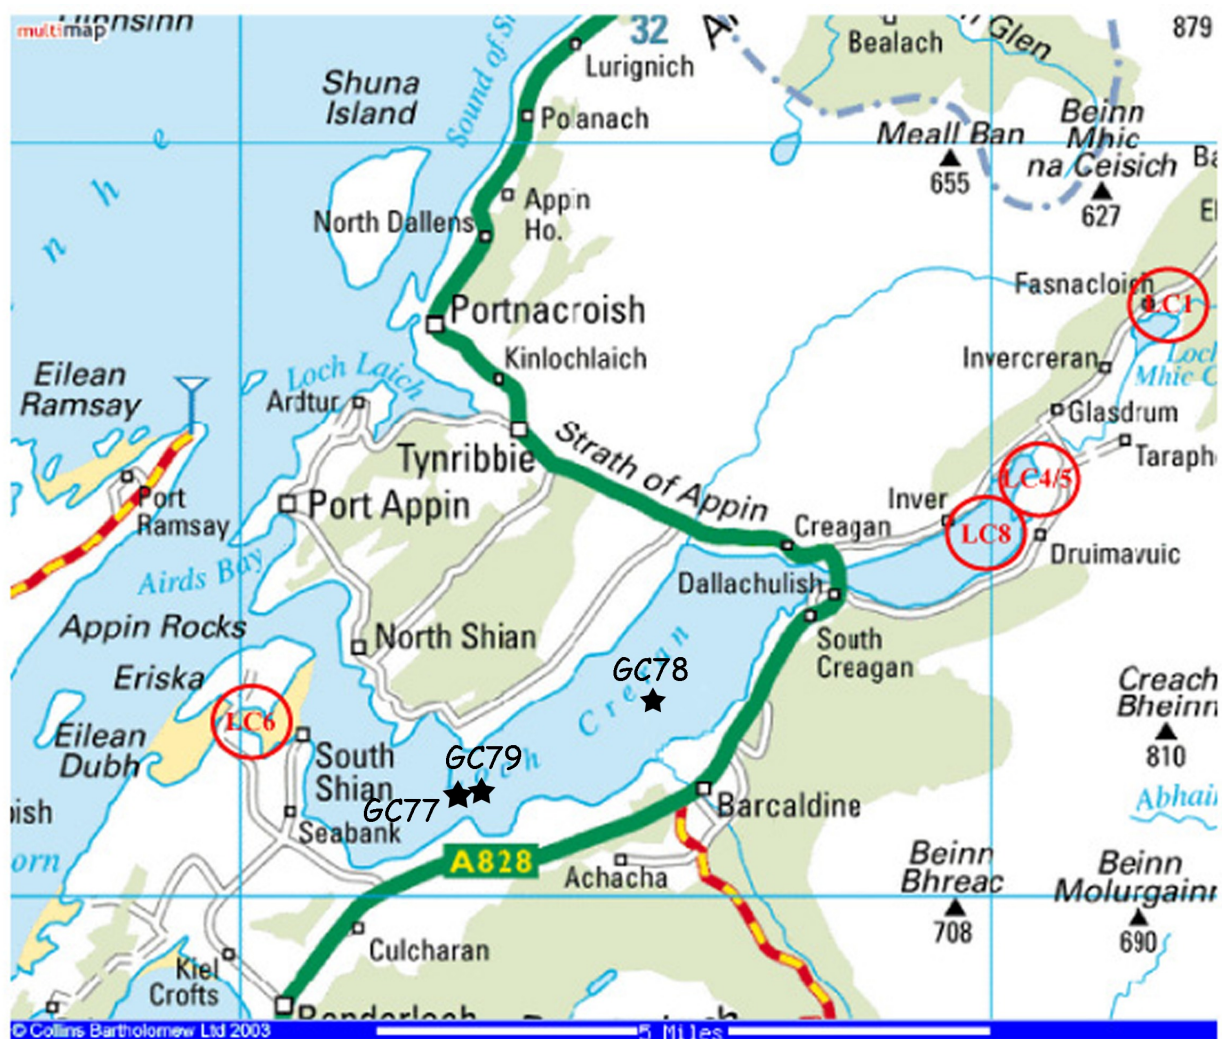 multimap
32
Bealach
Glen
879
Lurignich
Shuna
Island
Sound of
Polanach
Beinn
Mhic
na Ceisich
627
Meall Ban
655
e
h
n
North Dallens
Appin
Ho.
Fasnacloich
LC1
Portnacroish
Kinlochlaich
Invercreran
Loch
Mhic
Eilean
Ramsay
Loch Laich
Ardtur
Glasdrum
Tynribbie
Strath of Appin
LC4/5
Port
Ramsay
Port Appin
Inver
LC8
Creagan
Druimavuic
Airds Bay
Dallachulish
Appin Rocks
North Shian
South
Creagan
Eriska
GC78
Creran
Creach
Bheinn
810
LC6
Eilean
Dubh
South
Shian
GC79
Loch
GC77
Barcaldine
Seabank
A828
Achacha
Beinn
Bhreac
708
Beinn
Molurgainn
690
Culcharan
Kiel
Crofts
© Collins Bartholomew Ltd 2003
5 Miles